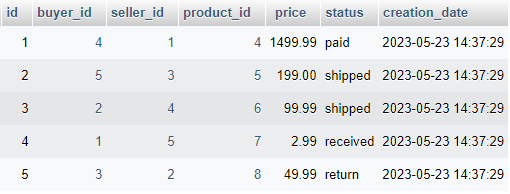 id buyer_id seller_id product_id price status creation_date
1 4 1 4 1499.99 paid 2023-05-23 14:37:29
2 5 3 5 199.00 shipped 2023-05-23 14:37:29
3 2 4 6 99.99 shipped 2023-05-23 14:37:29
4 1 5 7 2.99 received 2023-05-23 14:37:29
5 3 2 8 49.99 return 2023-05-23 14:37:29